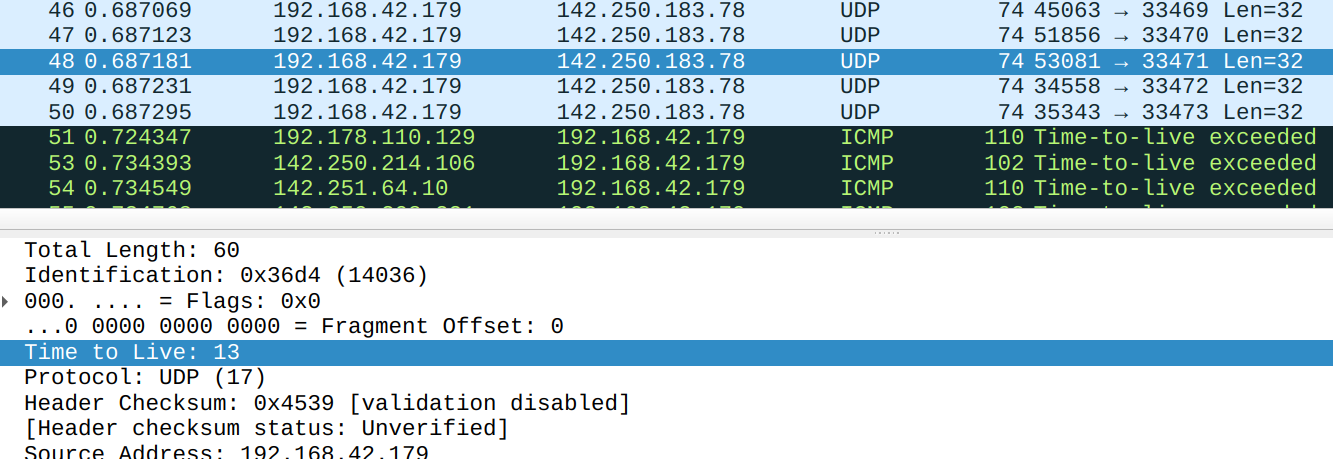 46 0.687069 192.168.42.179 142.250.183.78 UDP 74 45063 → 33469 Len=32
47 0.687123 192.168.42.179 142.250.183.78 UDP 74 51856 → 33470 Len=32
48 0.687181 192.168.42.179 142.250.183.78 UDP 74 53081 → 33471 Len=32
49 0.687231 192.168.42.179 142.250.183.78 UDP 74 34558 → 33472 Len=32
50 0.687295 192.168.42.179 142.250.183.78 UDP 74 35343 → 33473 Len=32
51 0.724347 192.178.110.129 192.168.42.179 ICMP 110 Time-to-live exceeded
53 0.734393 142.250.214.106 192.168.42.179 ICMP 102 Time-to-live exceeded
54 0.734549 142.251.64.10 192.168.42.179 ICMP 110 Time-to-live exceeded
Total Length: 60
Identification: 0x36d4 (14036)
000. .... = Flags: 0x0
...0 0000 0000 0000 = Fragment Offset: 0
Time to Live: 13
Protocol: UDP (17)
Header Checksum: 0x4539 [validation disabled]
[Header checksum status: Unverified]
Source Address: 192.168.42.179